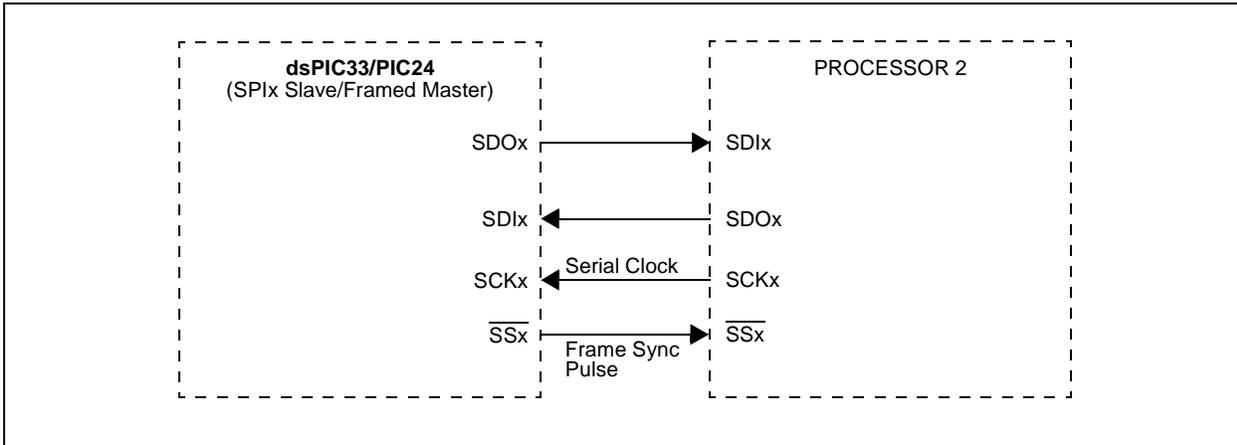 dsPIC33/PIC24
(SPIx Slave/Framed Master)
PROCESSOR 2
SDOx
SDIx
SDIx
SDOx
SCKx
Serial Clock
SCKx
SSx
Frame Sync
Pulse
SSx